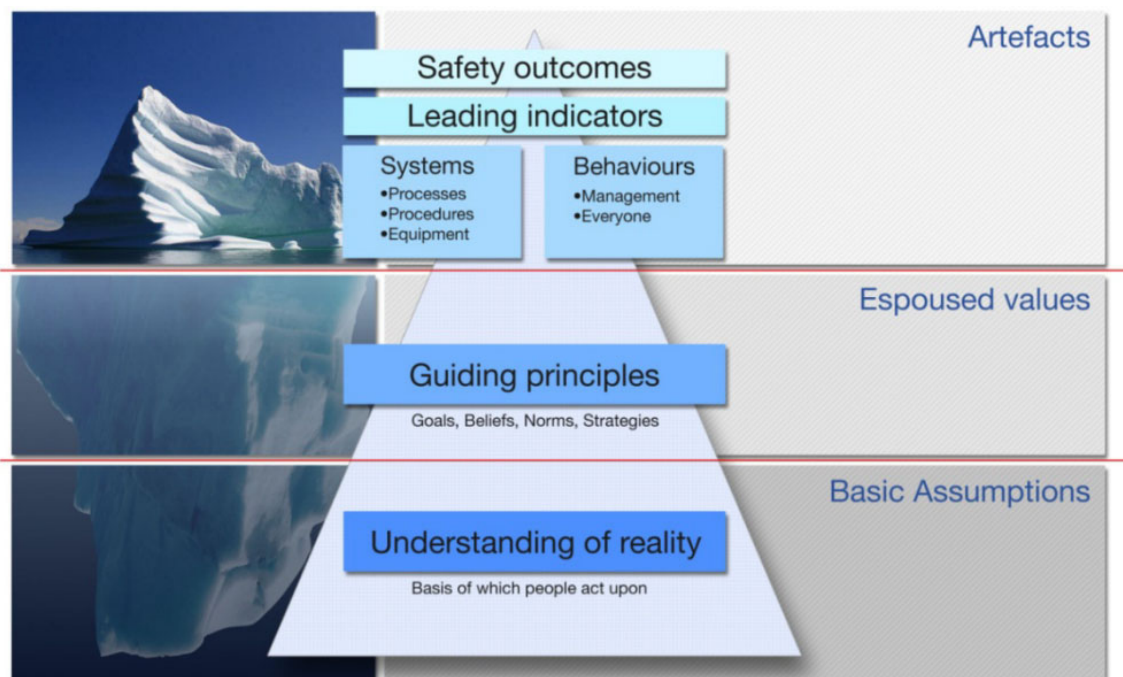 Artefacts
Safety outcomes
Leading indicators
Systems
•Processes
•Procedures
•Equipment
Behaviours
•Management
•Everyone
Espoused values
Guiding principles
Goals, Beliefs, Norms, Strategies
Basic Assumptions
Understanding of reality
Basis of which people act upon